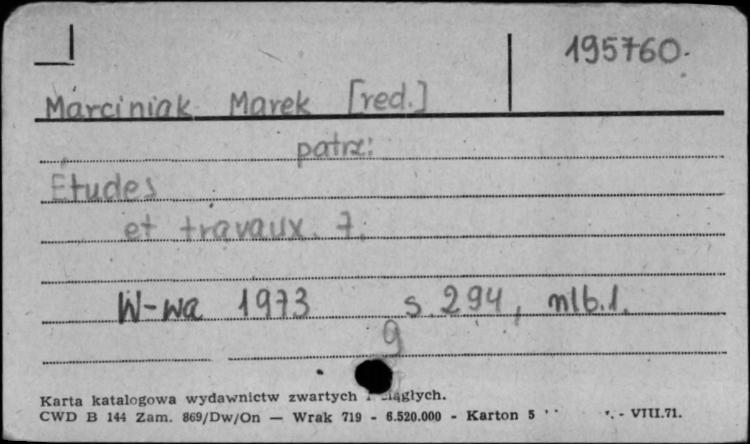 195760.
Marciniak Marek [red.]
patrz:
Études
et travaux. 7.
W-wa 1973 s. 294, nlb.1.
g
Karta katalogowa wydawnictw zwartych i ciągłych.
CWD B 144 Zam. 869/Dw/On — Wrak 719 - 6.520.000 - Karton 5 - VIII.71.